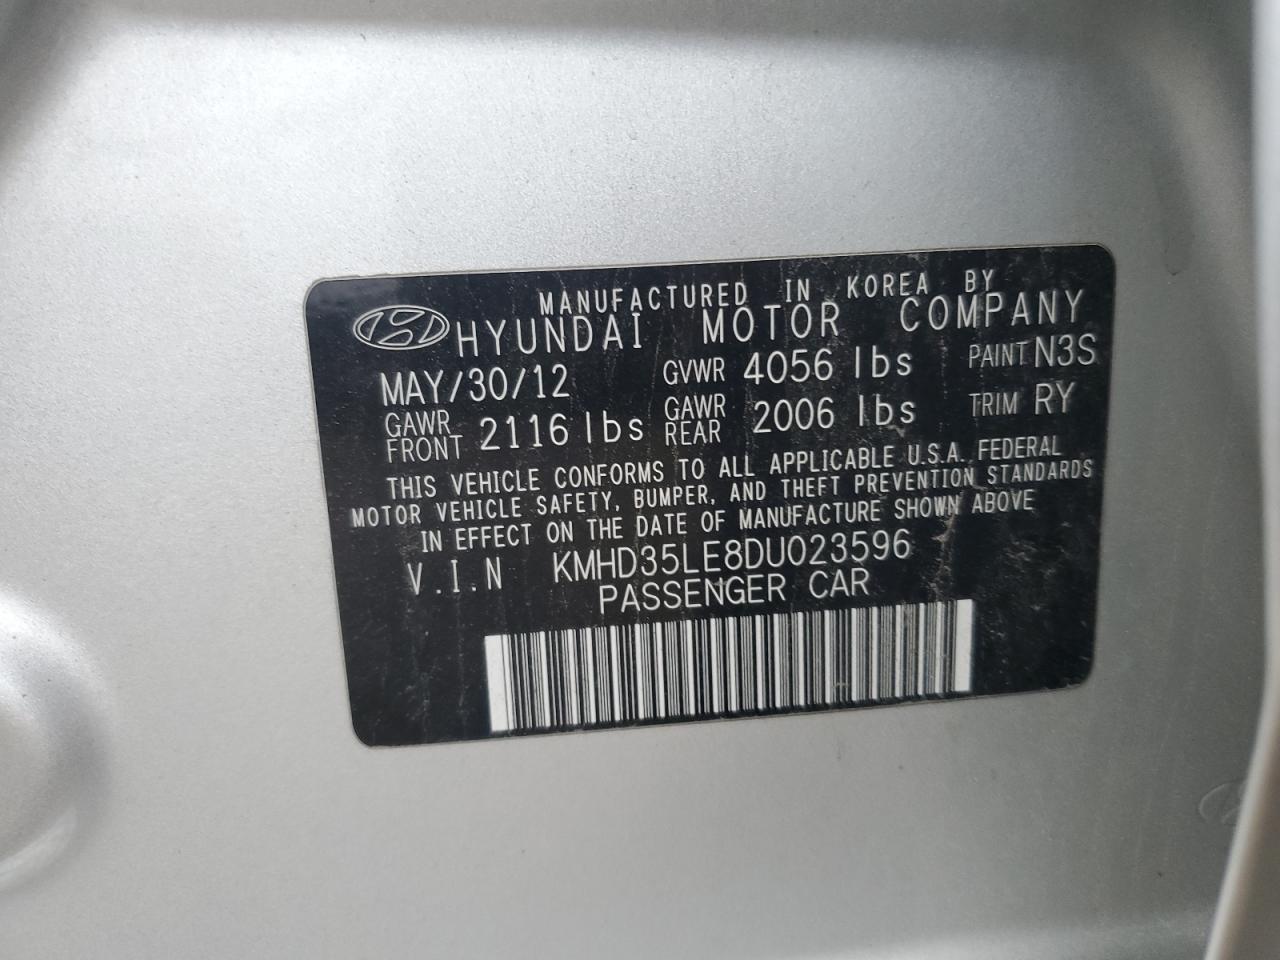 MANUFACTURED IN KOREA BY
HYUNDAI MOTOR COMPANY
MAY/30/12 GVWR 4056 lbs PAINT N3S
GAWR FRONT 2116 lbs GAWR REAR 2006 lbs TRIM RY
THIS VEHICLE CONFORMS TO ALL APPLICABLE U.S.A. FEDERAL
MOTOR VEHICLE SAFETY, BUMPER, AND THEFT PREVENTION STANDARDS
IN EFFECT ON THE DATE OF MANUFACTURE SHOWN ABOVE
V.I.N KMHD35LE8DU023596
PASSENGER CAR